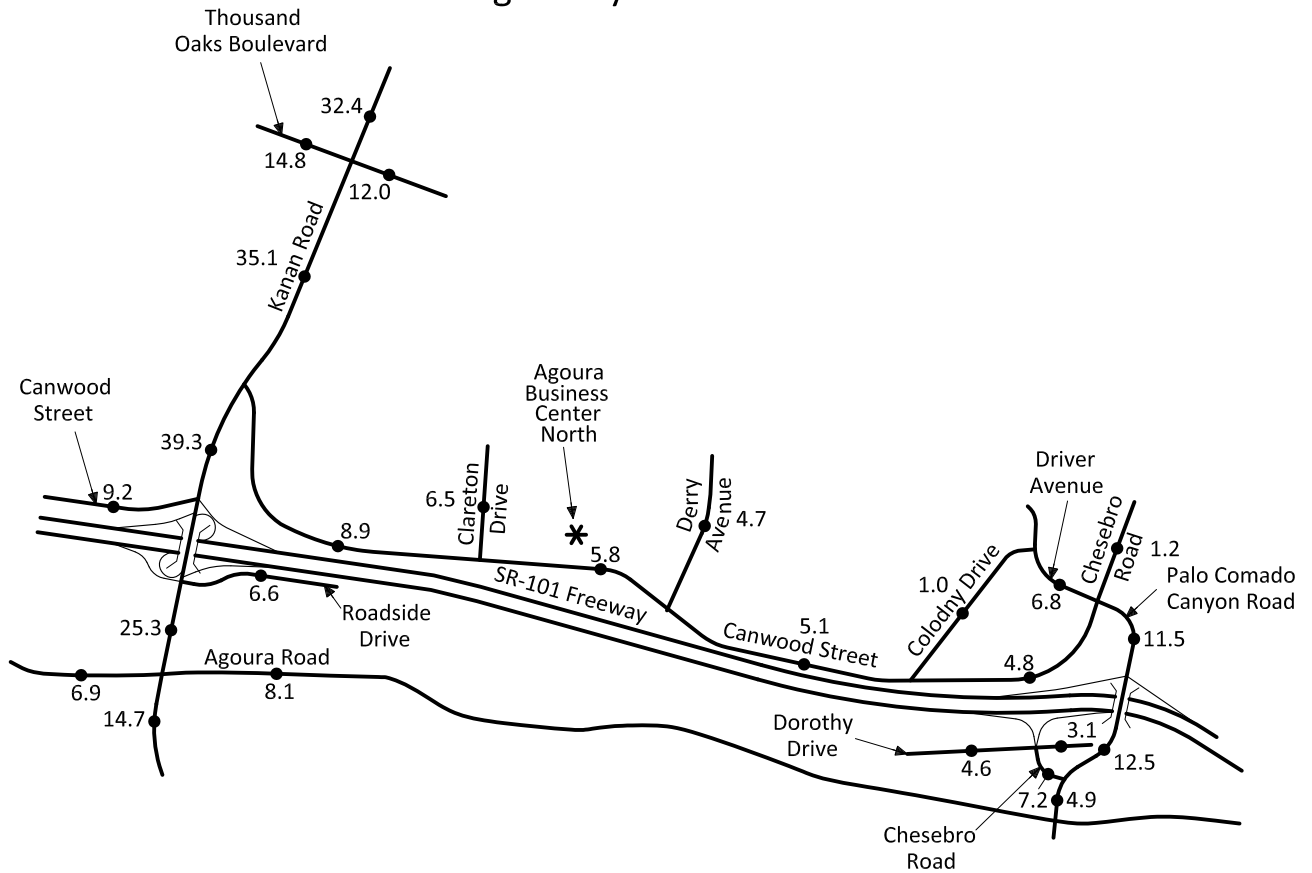 Thousand
Oaks Boulevard
32.4
14.8
12.0
Kanan Road
35.1
Canwood
Street
Agoura
Business
Center
North
39.3
9.2
Clareton
Drive
6.5
Derry
Avenue
4.7
Driver
Avenue
Chesebro
Road
1.2
8.9
5.8
SR-101 Freeway
6.6
Roadside
Drive
Colodny Drive
1.0
6.8
Palo Comado
Canyon Road
25.3
5.1
Canwood Street
11.5
Agoura Road
6.9
8.1
4.8
14.7
Dorothy
Drive
3.1
4.6
12.5
7.2
4.9
Chesebro
Road